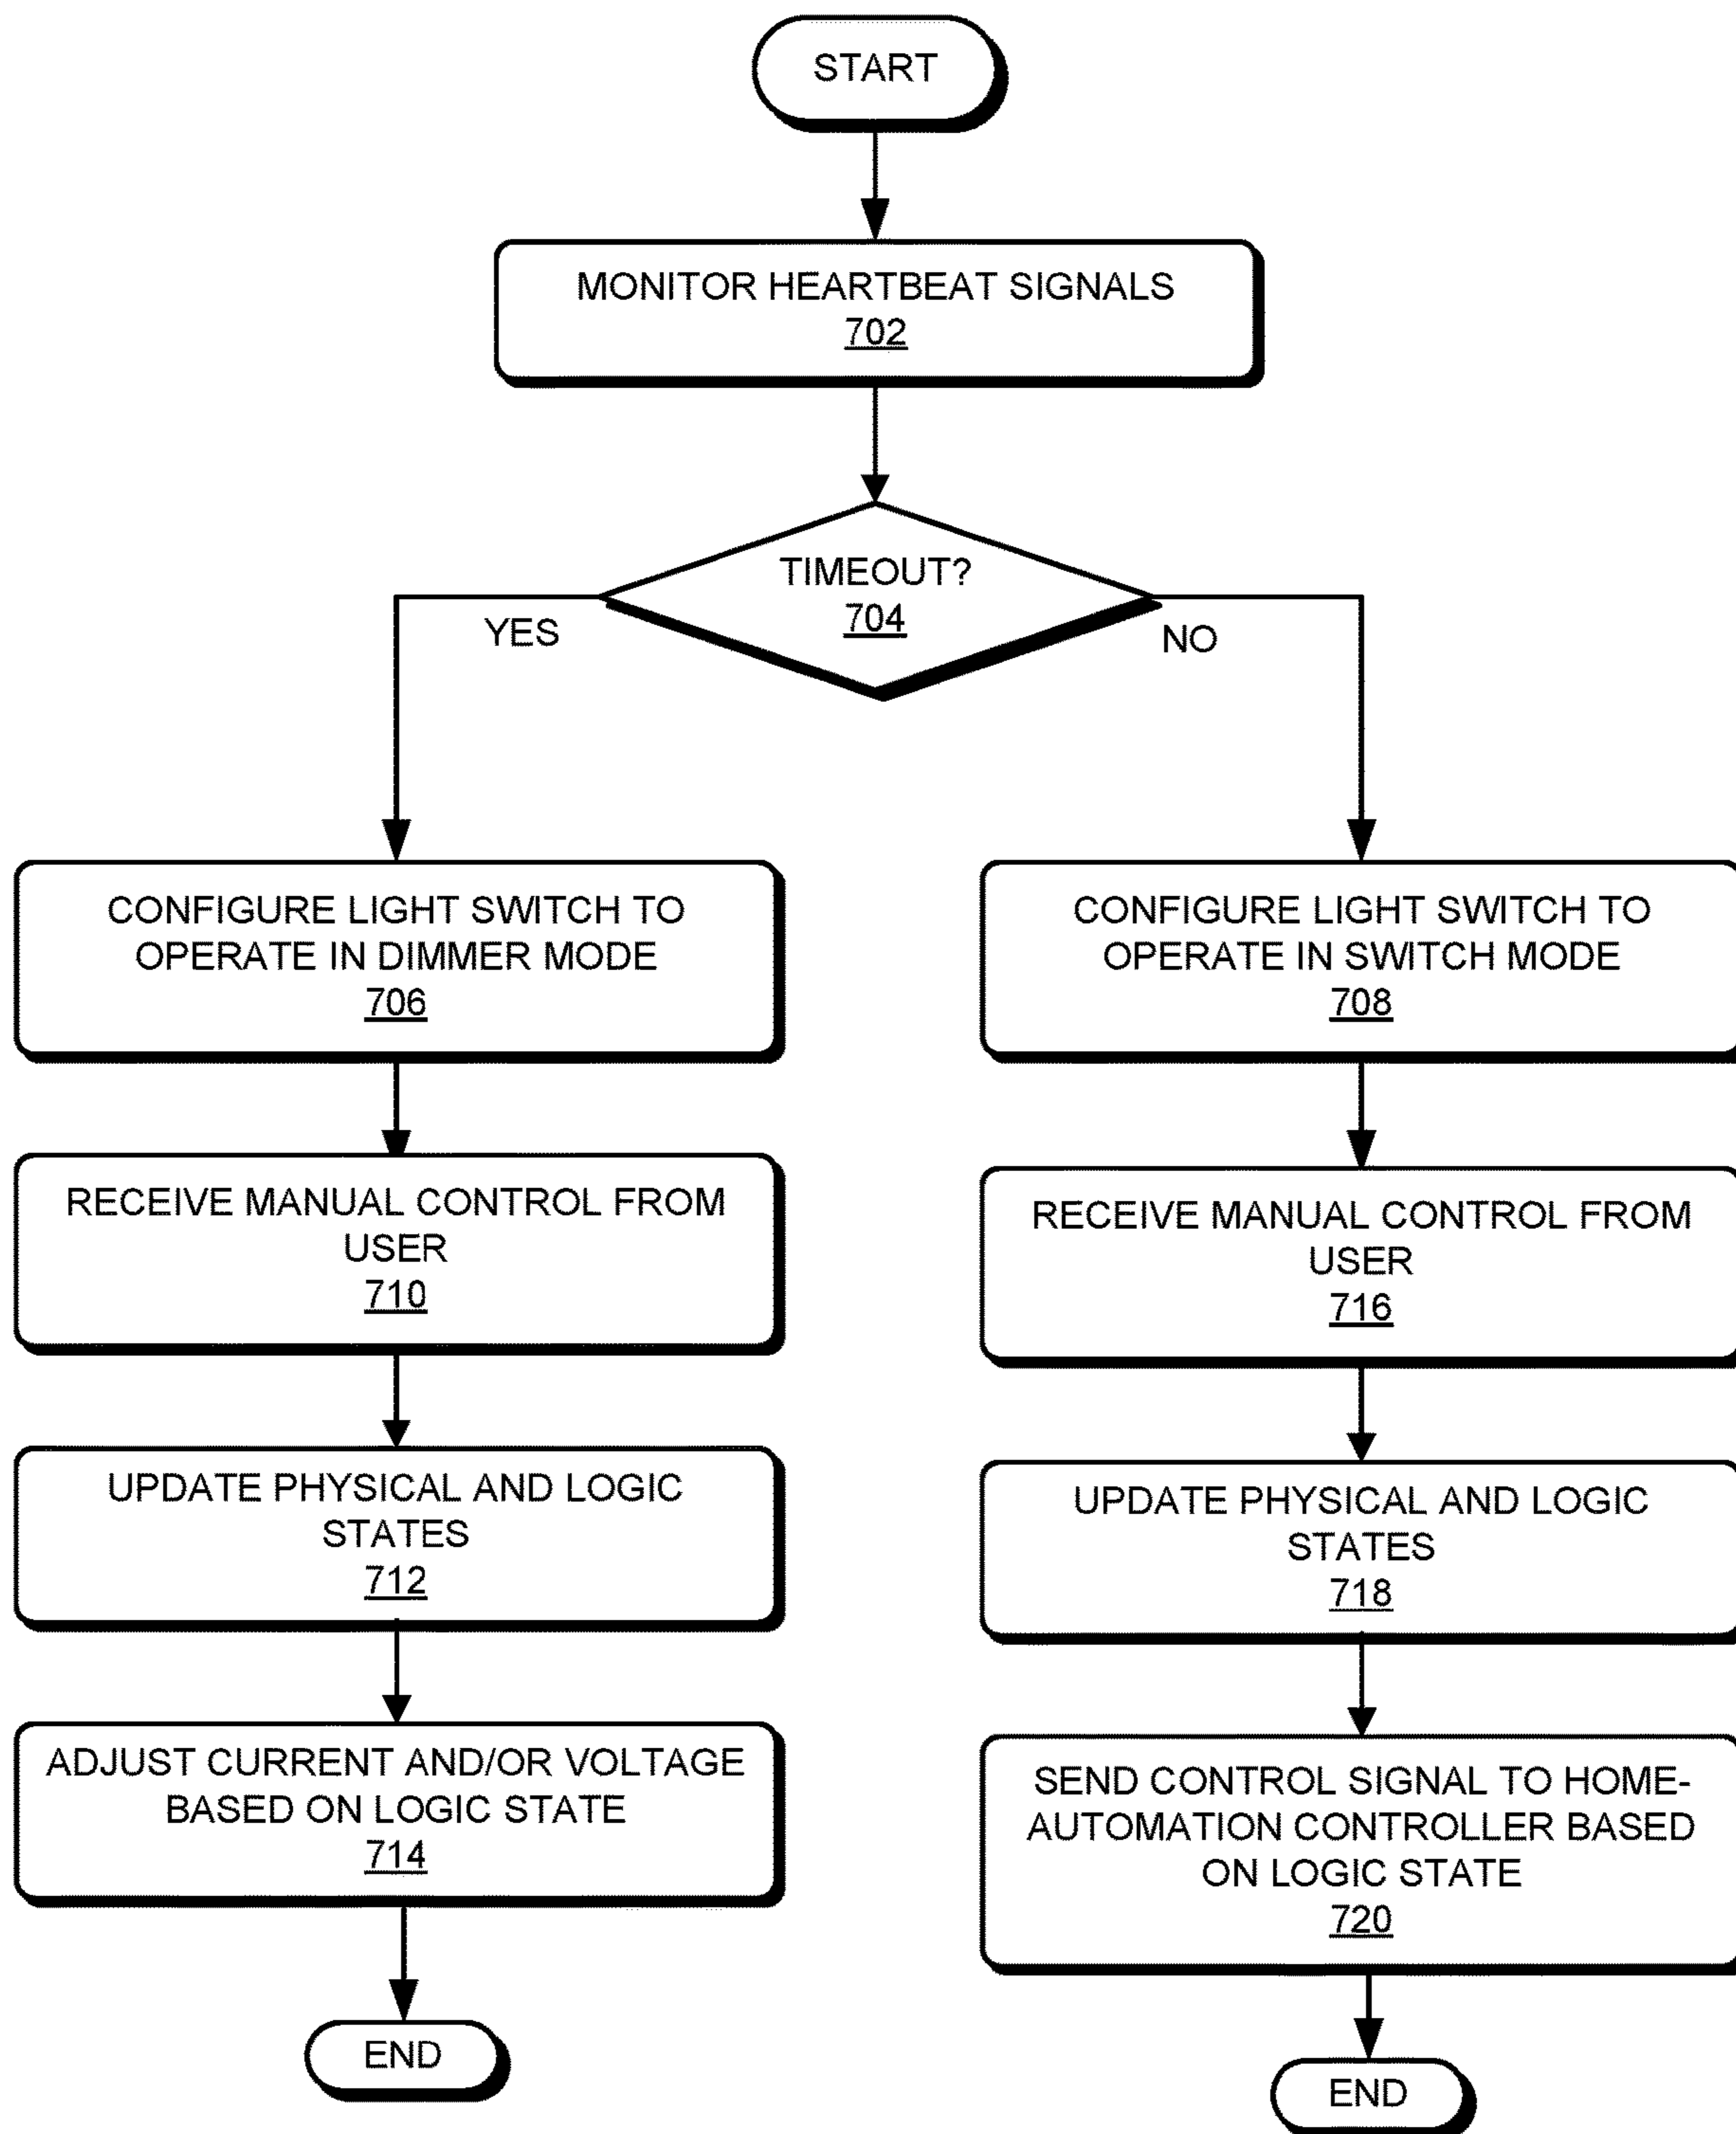 START
MONITOR HEARTBEAT SIGNALS
702
TIMEOUT?
704
YES
NO
CONFIGURE LIGHT SWITCH TO
OPERATE IN DIMMER MODE
706
RECEIVE MANUAL CONTROL FROM
USER
710
UPDATE PHYSICAL AND LOGIC
STATES
712
ADJUST CURRENT AND/OR VOLTAGE
BASED ON LOGIC STATE
714
END
CONFIGURE LIGHT SWITCH TO
OPERATE IN SWITCH MODE
708
RECEIVE MANUAL CONTROL FROM
USER
716
UPDATE PHYSICAL AND LOGIC
STATES
718
SEND CONTROL SIGNAL TO HOME-
AUTOMATION CONTROLLER BASED
ON LOGIC STATE
720
END